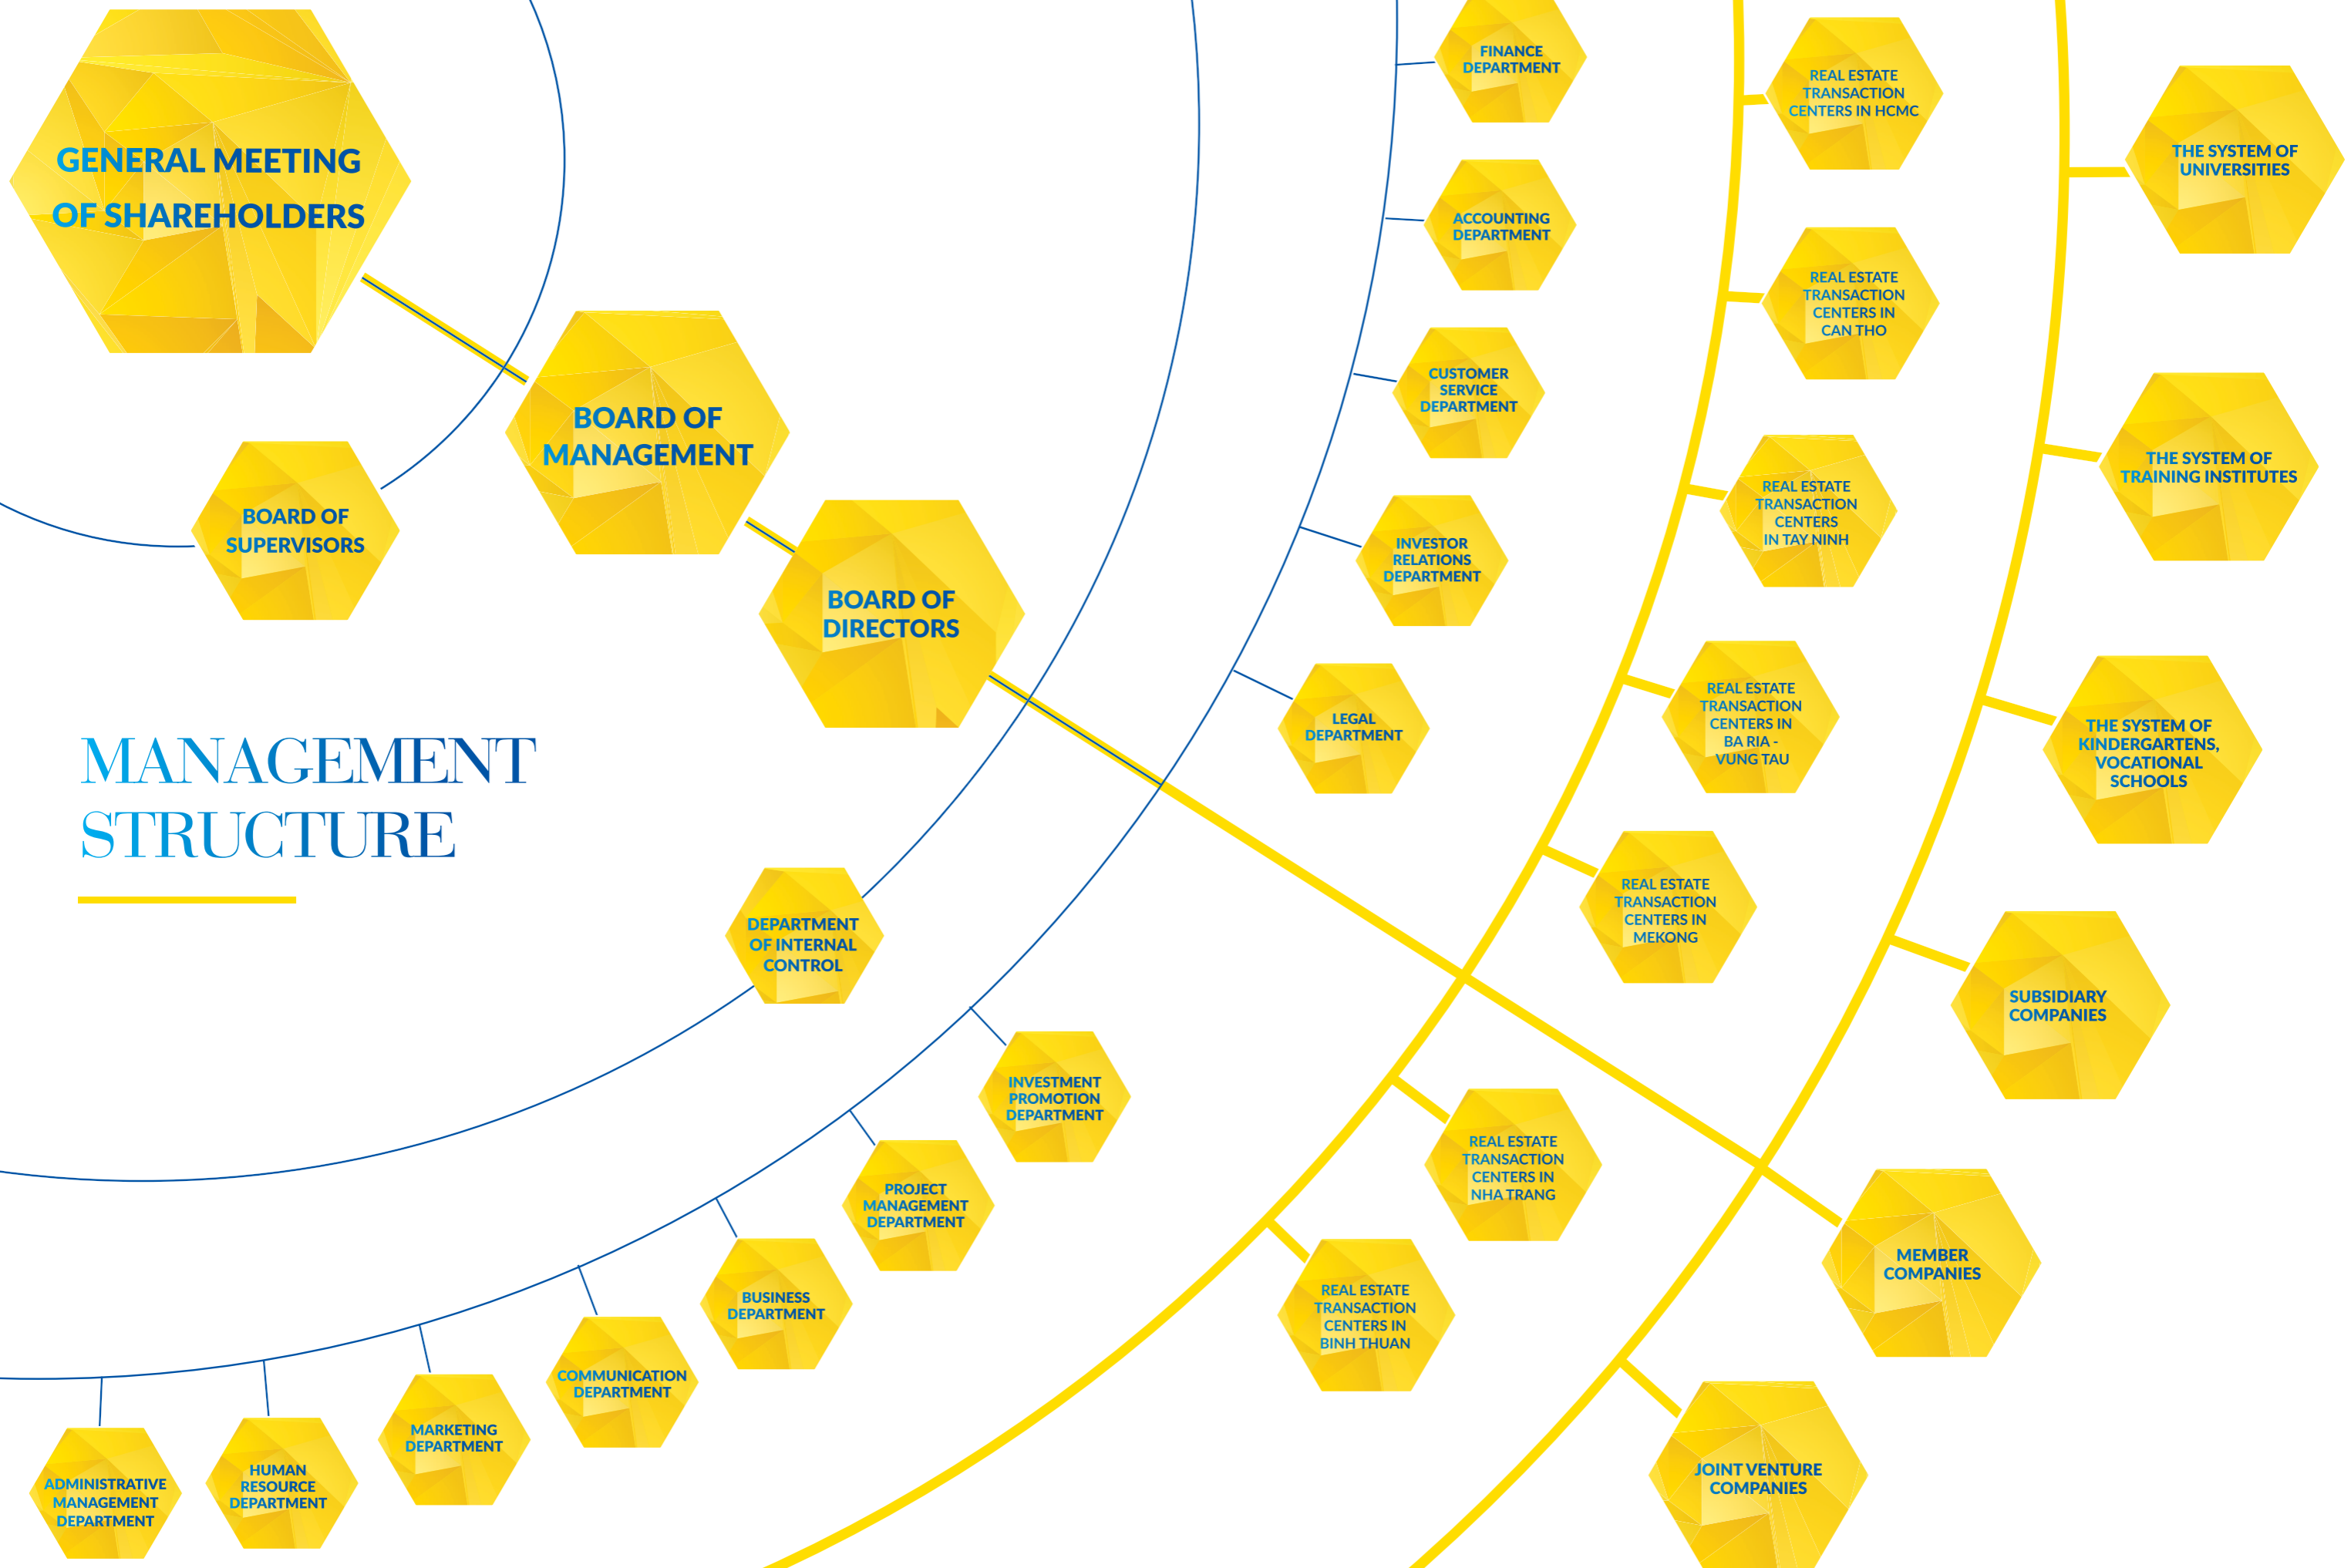 GENERAL MEETING
OF SHAREHOLDERS
BOARD OF
SUPERVISORS
BOARD OF
MANAGEMENT
BOARD OF
DIRECTORS
MANAGEMENT
STRUCTURE
DEPARTMENT
OF INTERNAL
CONTROL
FINANCE
DEPARTMENT
ACCOUNTING
DEPARTMENT
CUSTOMER
SERVICE
DEPARTMENT
INVESTOR
RELATIONS
DEPARTMENT
LEGAL
DEPARTMENT
INVESTMENT
PROMOTION
DEPARTMENT
PROJECT
MANAGEMENT
DEPARTMENT
BUSINESS
DEPARTMENT
COMMUNICATION
DEPARTMENT
MARKETING
DEPARTMENT
HUMAN
RESOURCE
DEPARTMENT
ADMINISTRATIVE
MANAGEMENT
DEPARTMENT
REAL ESTATE
TRANSACTION
CENTERS IN HCMC
REAL ESTATE
TRANSACTION
CENTERS IN
CAN THO
REAL ESTATE
TRANSACTION
CENTERS
IN TAY NINH
REAL ESTATE
TRANSACTION
CENTERS IN
BA RIA -
VUNG TAU
REAL ESTATE
TRANSACTION
CENTERS IN
MEKONG
REAL ESTATE
TRANSACTION
CENTERS IN
NHA TRANG
REAL ESTATE
TRANSACTION
CENTERS IN
BINH THUAN
THE SYSTEM OF
UNIVERSITIES
THE SYSTEM OF
TRAINING INSTITUTES
THE SYSTEM OF
KINDERGARTENS,
VOCATIONAL
SCHOOLS
SUBSIDIARY
COMPANIES
MEMBER
COMPANIES
JOINT VENTURE
COMPANIES